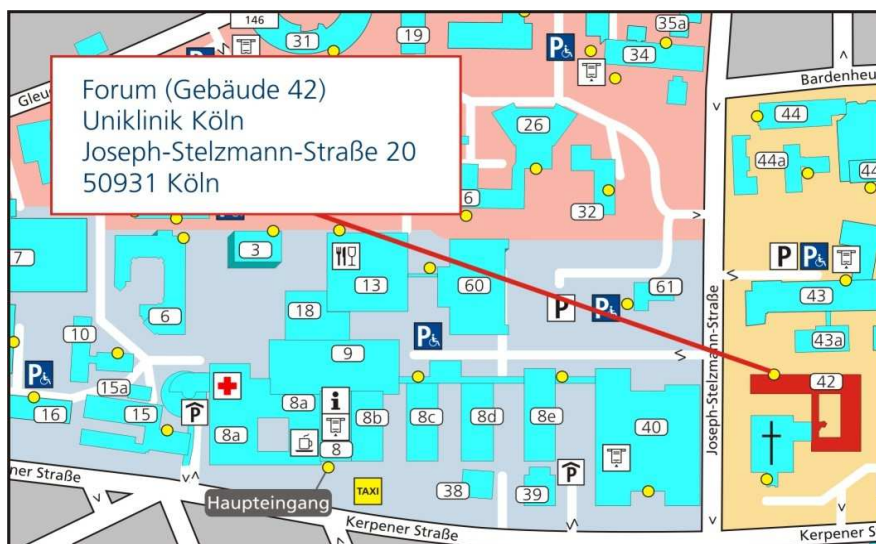 146
31
19
35a
34
Gleu
Bardenheu
Forum (Gebäude 42)
Uniklinik Köln
Joseph-Stelzmann-Straße 20
50931 Köln
P
P
26
44
44a
44
6
32
3
7
13
60
61
P
P
P
P
6
18
43
10
9
P
43a
Joseph-Stelzmann-Straße
P
15a
42
16
15
P
8a
8a
i
8
8b
8c
8d
8e
40
P
ner Straße
38
39
TAXI
Haupteingang
Kerpener Straße
Kerpener S